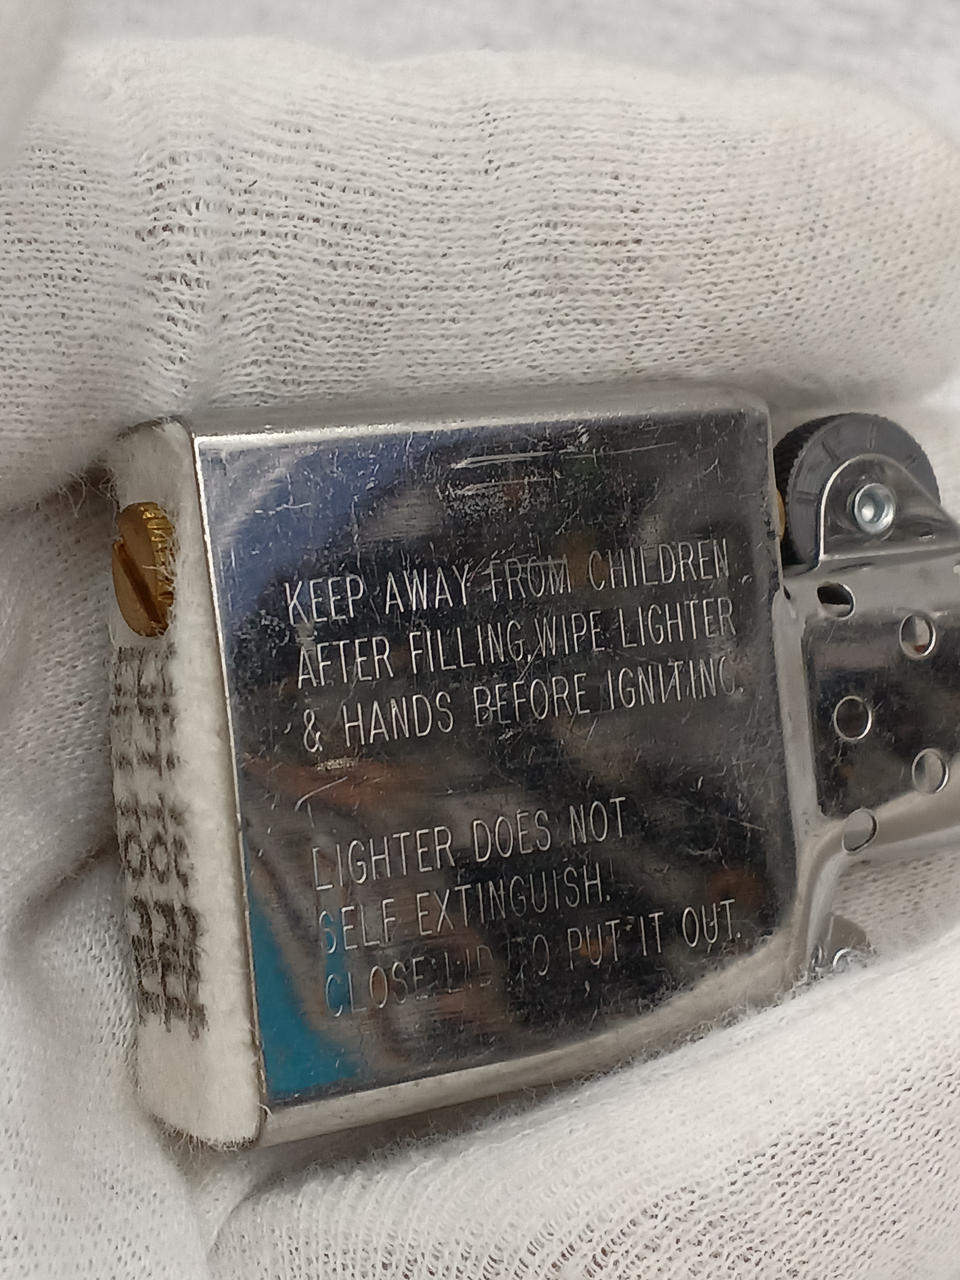 KEEP AWAY FROM CHILDREN.
AFTER FILLING, WIPE LIGHTER
& HANDS BEFORE IGNITING.
LIGHTER DOES NOT
SELF EXTINGUISH.
CLOSE LID TO PUT IT OUT.